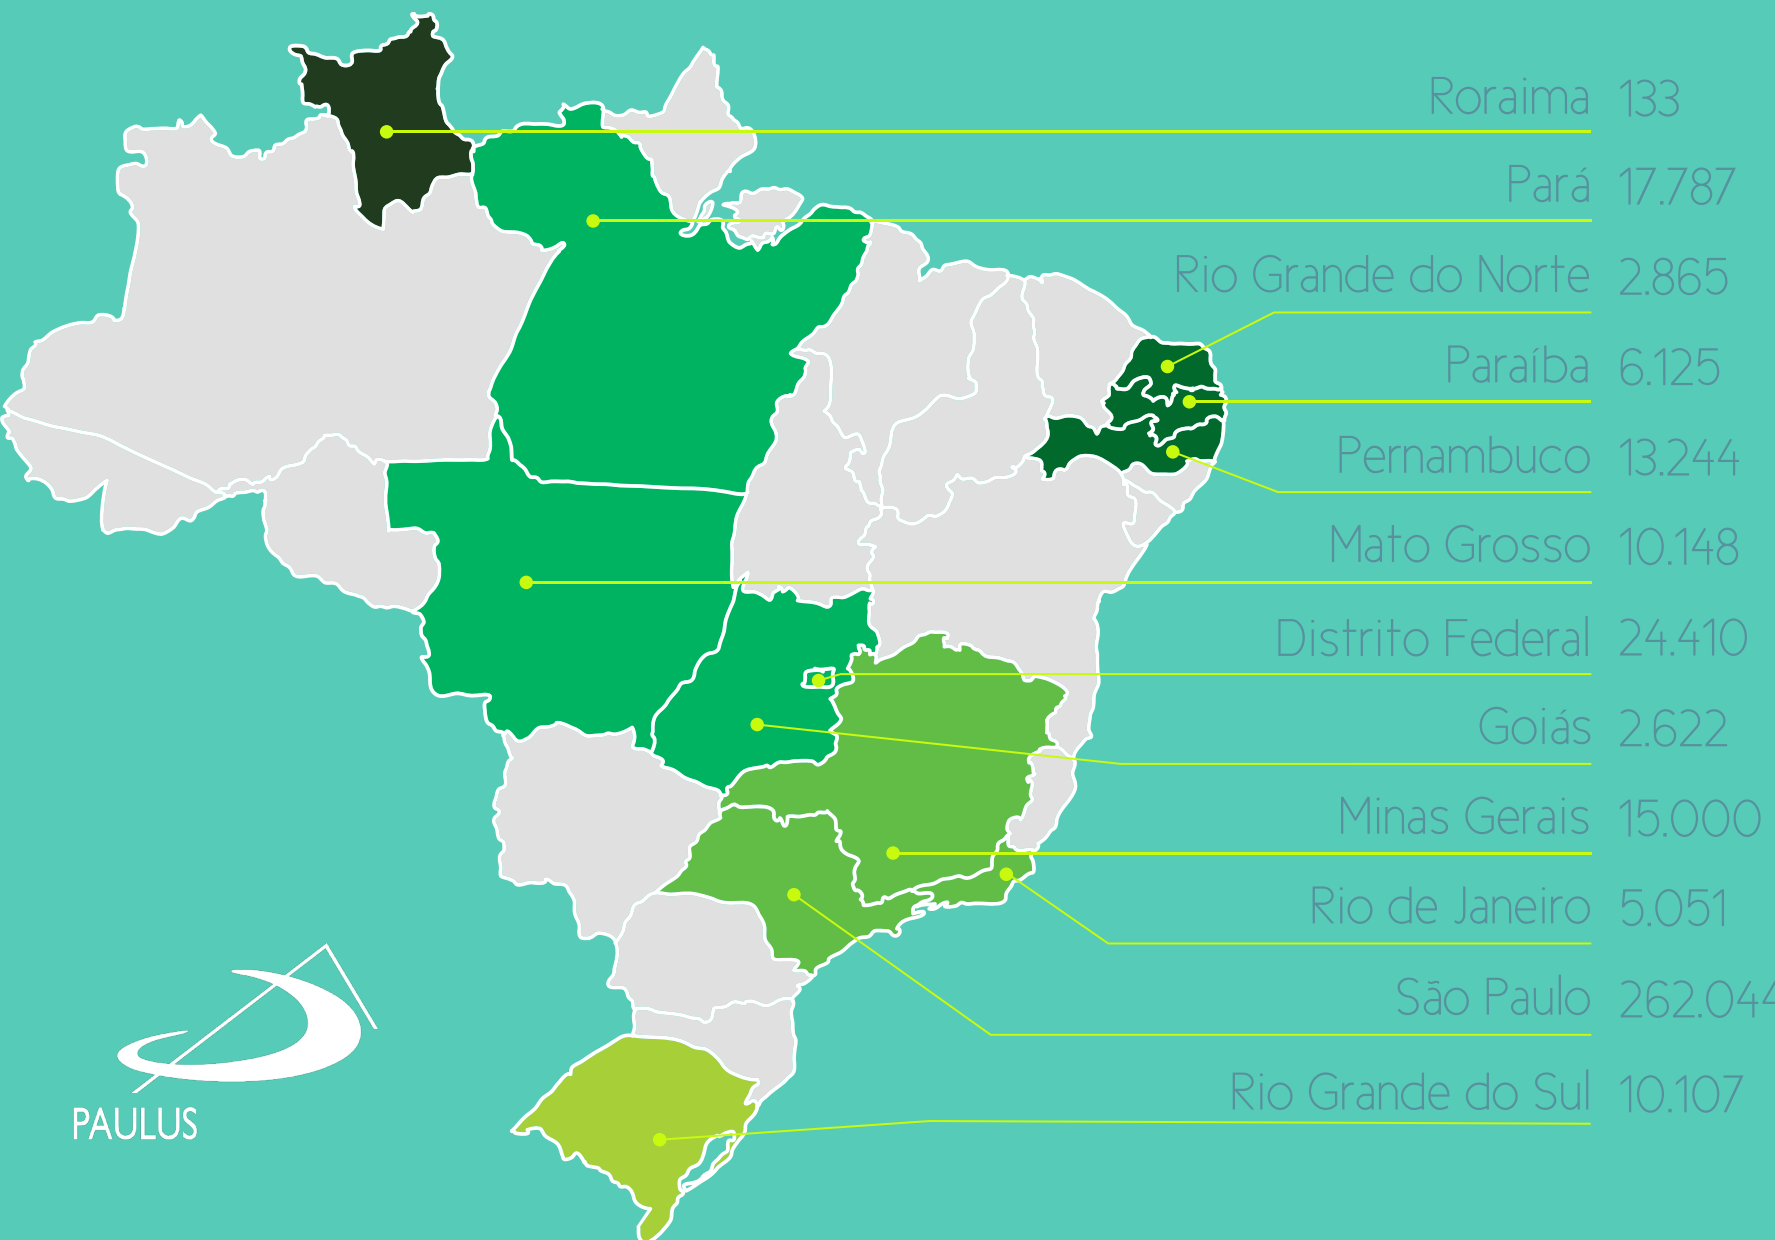 Roraima 133
Pará 17.787
Rio Grande do Norte 2.865
Paraíba 6.125
Pernambuco 13.244
Mato Grosso 10.148
Distrito Federal 24.410
Goiás 2.622
Minas Gerais 15.000
Rio de Janeiro 5.051
São Paulo 262.044
Rio Grande do Sul 10.107
PAULUS